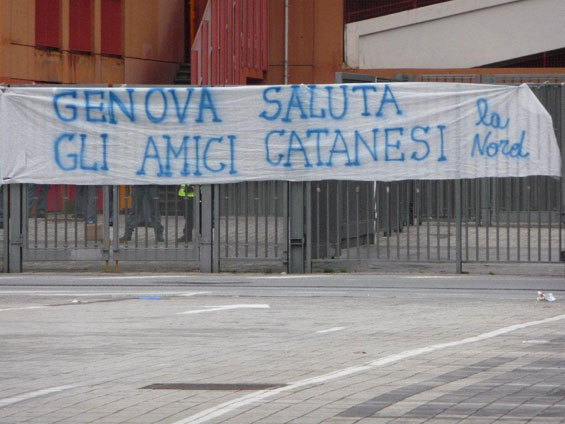 GENOVA SALUTA
GLI AMICI CATANESI
la
Nord